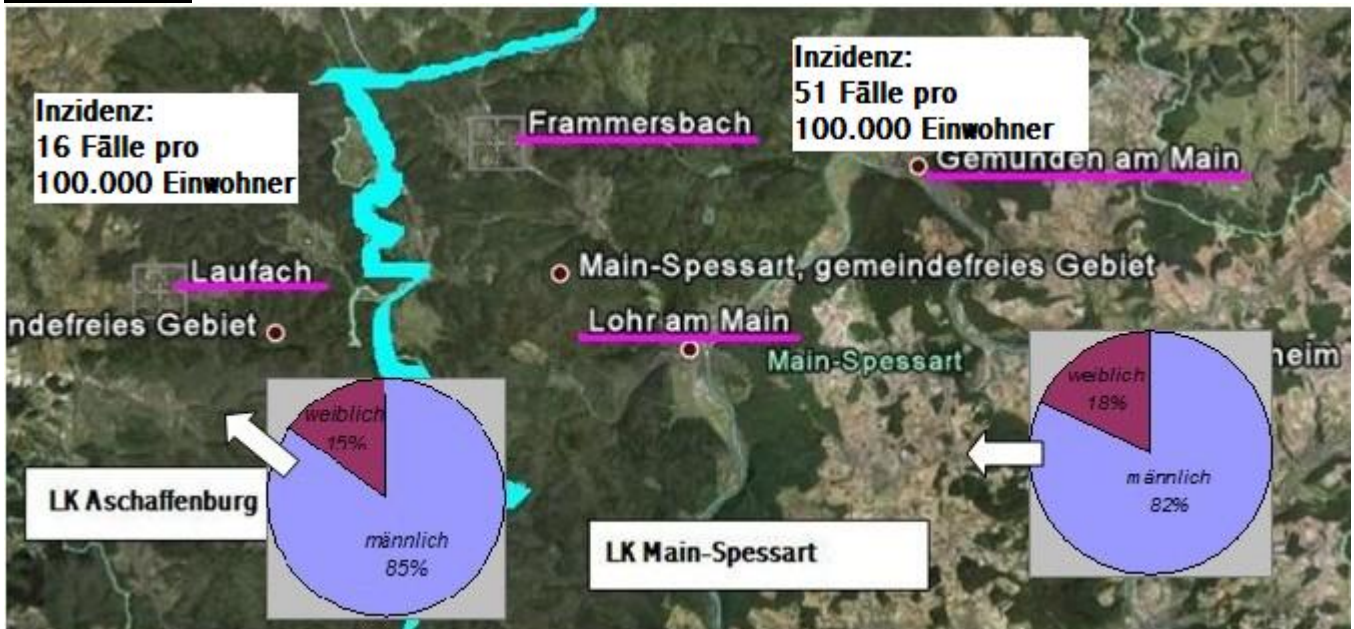 Inzidenz:
16 Fälle pro
100.000 Einwohner
Inzidenz:
51 Fälle pro
100.000 Einwohner
Frammersbach
Gemünden am Main
Laufach
ndefreies Gebiet
Main-Spessart, gemeindefreies Gebiet
Lohr am Main
Main-Spessart
heim
weiblich
15%
männlich
85%
LK Aschaffenburg
LK Main-Spessart
weiblich
18%
männlich
82%